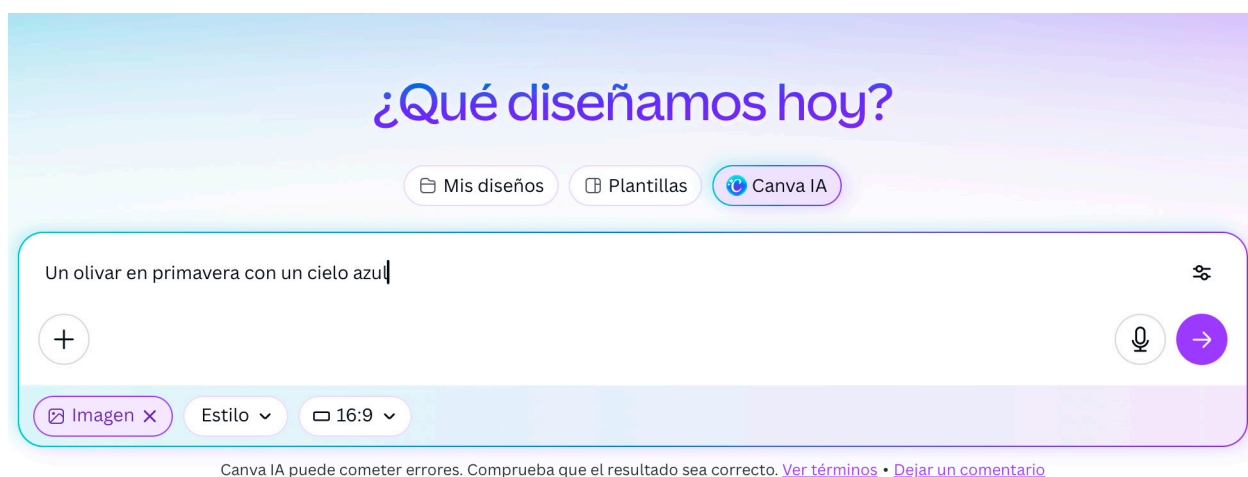 ¿Qué diseñamos hoy?
Mis diseños Plantillas Canva IA
Un olivar en primavera con un cielo azul
Imagen Estilo 16:9
Canva IA puede cometer errores. Comprueba que el resultado sea correcto. Ver términos • Dejar un comentario